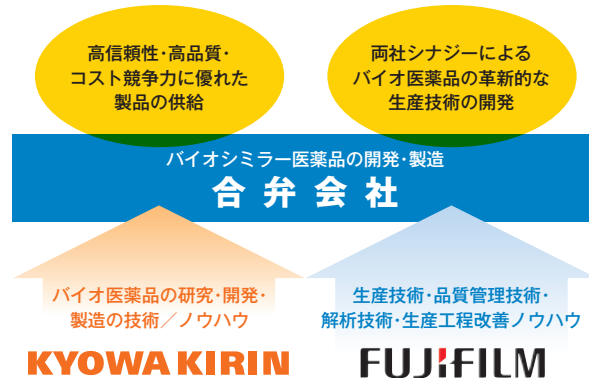 高信頼性・高品質・
コスト競争力に優れた
製品の供給
両社シナジーによる
バイオ医薬品の革新的な
生産技術の開発
バイオシミラー医薬品の開発・製造
合弁会社
バイオ医薬品の研究・開発・
製造の技術／ノウハウ
KYOWA KIRIN
生産技術・品質管理技術・
解析技術・生産工程改善ノウハウ
FUJIFILM